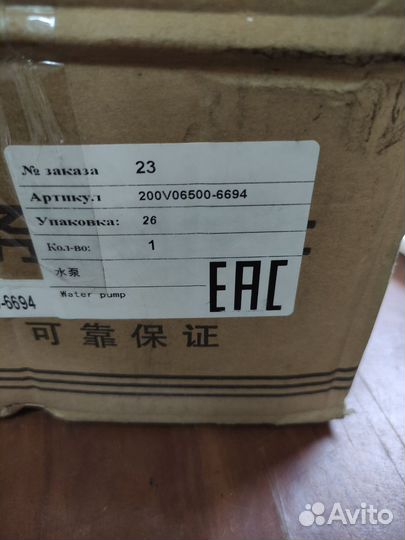 № заказа 23
Артикул 200V06500-6694
Упаковка: 26
Кол-во: 1
水泵
Water pump
EAC
-6694
可靠保证
Avito